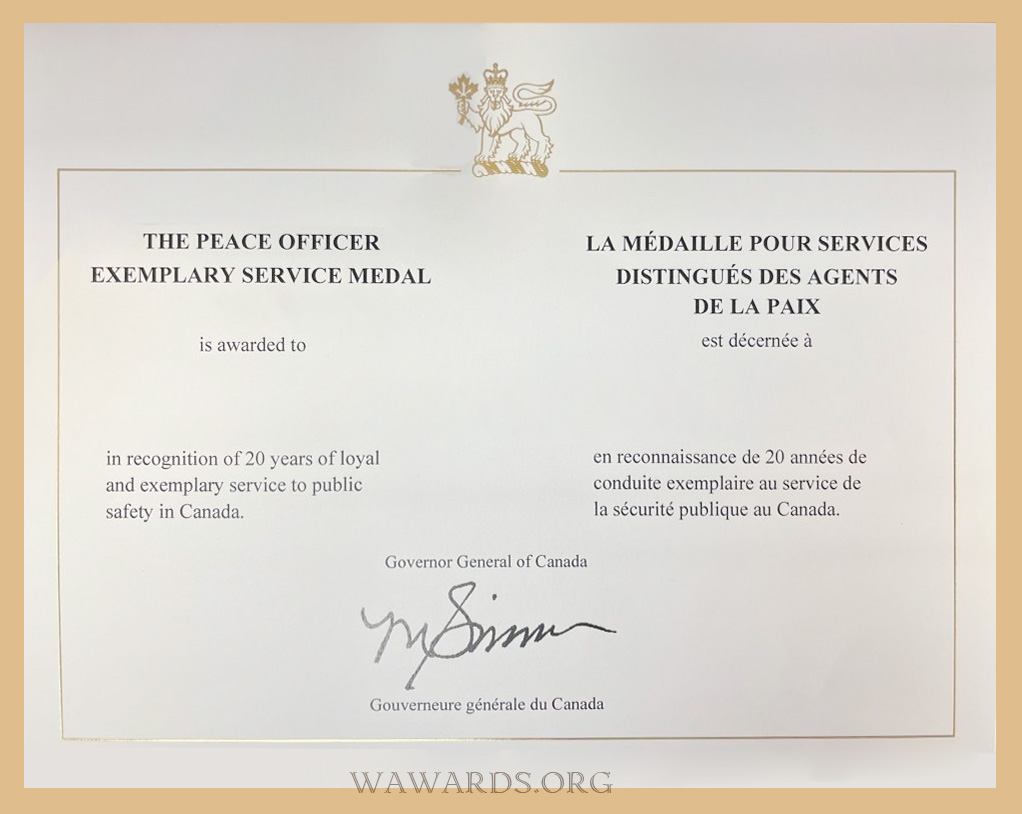 THE PEACE OFFICER
EXEMPLARY SERVICE MEDAL
is awarded to
in recognition of 20 years of loyal
and exemplary service to public
safety in Canada.
LA MÉDAILLE POUR SERVICES
DISTINGUÉS DES AGENTS
DE LA PAIX
est décernée à
en reconnaissance de 20 années de
conduite exemplaire au service de
la sécurité publique au Canada.
Governor General of Canada
M Simon
Gouverneure générale du Canada
WAWARDS.ORG